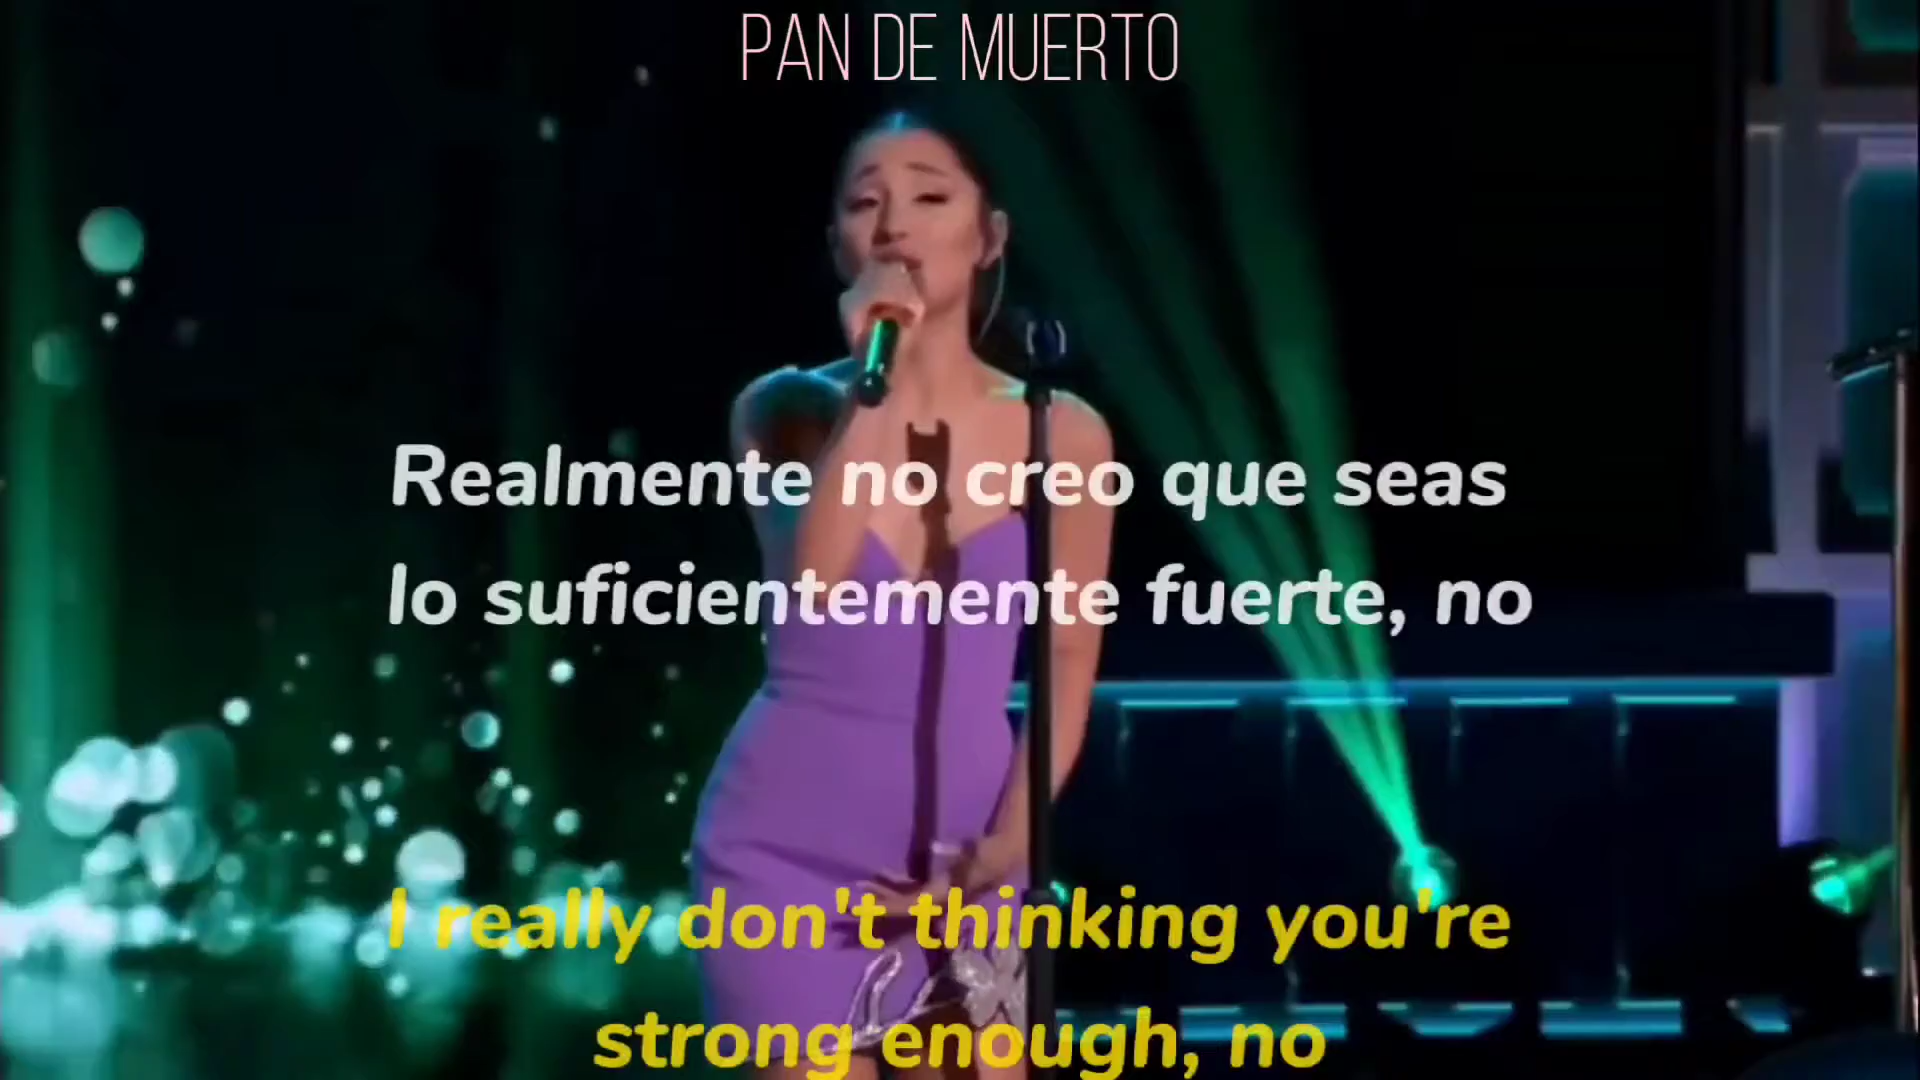 PAN DE MUERTO
Realmente no creo que seas
lo suficientemente fuerte, no
I really don't thinking you're
strong enough, no